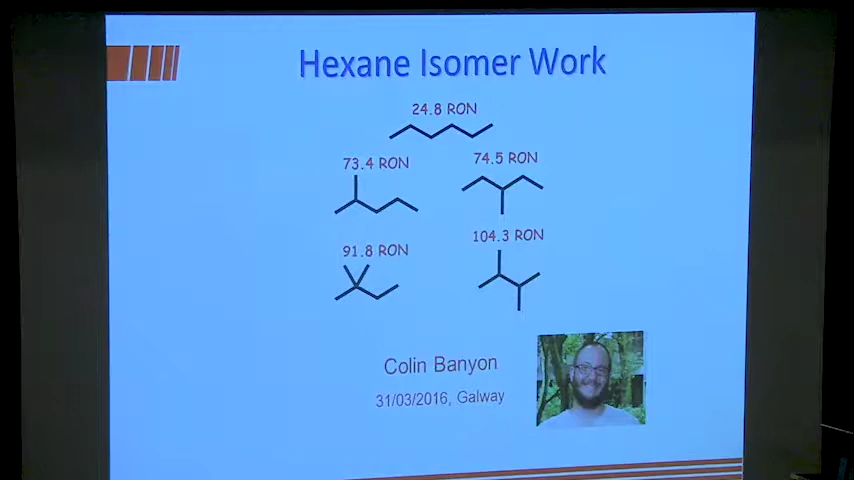 Hexane Isomer Work
24.8 RON
73.4 RON
74.5 RON
91.8 RON
104.3 RON
Colin Banyon
31/03/2016, Galway